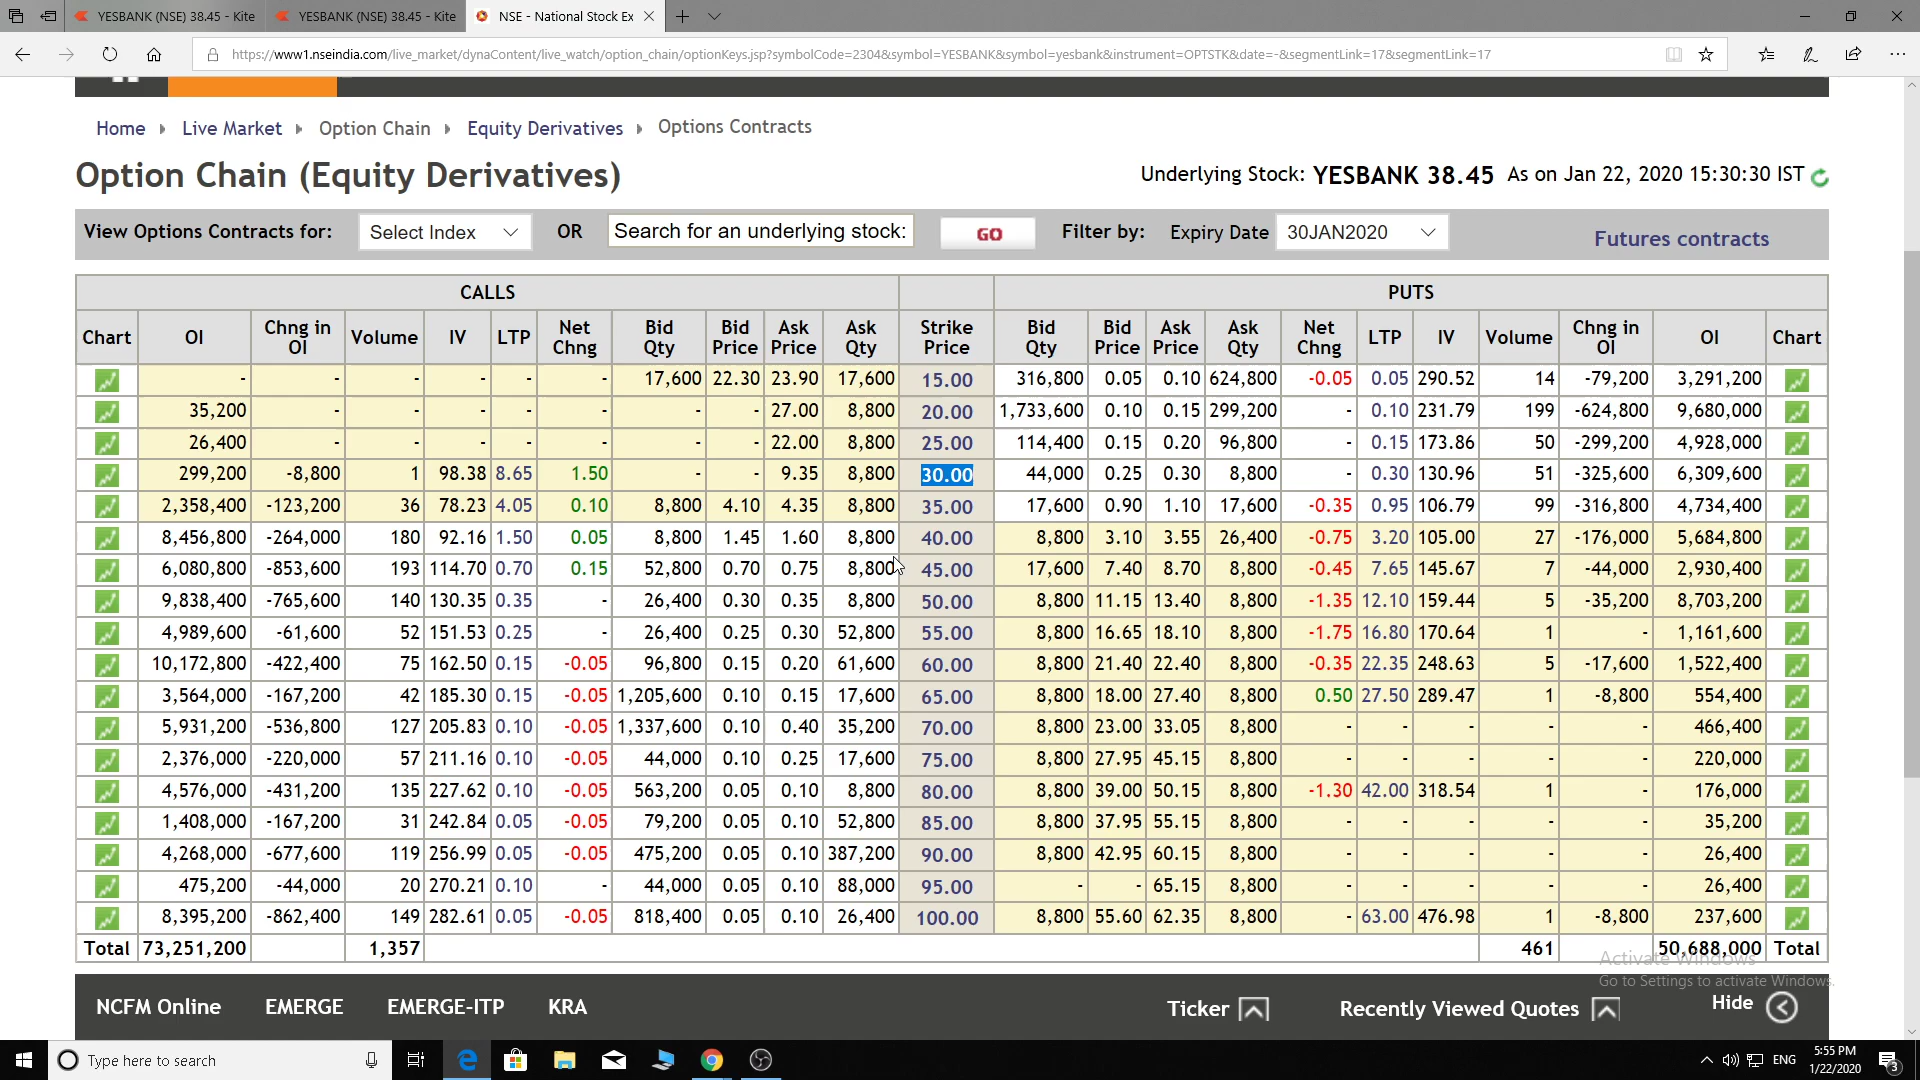 YESBANK (NSE) 38.45 - Kite
YESBANK (NSE) 38.45 - Kite
NSE - National Stock Ex
https://www1.nseindia.com/live_market/dynaContent/live_watch/option_chain/optionKeys.jsp?symbolCode=2304&symbol=YESBANK&symbol=yesbank&instrument=OPTSTK&date=-&segmentLink=17&segmentLink=17
Home Live Market Option Chain Equity Derivatives Options Contracts
Option Chain (Equity Derivatives)
Underlying Stock: YESBANK 38.45 As on Jan 22, 2020 15:30:30 IST
View Options Contracts for: Select Index OR Search for an underlying stock: GO Filter by: Expiry Date 30JAN2020 Futures contracts
CALLS PUTS
Chart OI Chng in OI Volume IV LTP Net Chng Bid Qty Bid Price Ask Price Ask Qty Strike Price Bid Qty Bid Price Ask Price Ask Qty Net Chng LTP IV Volume Chng in OI OI Chart
- - - - - - 17,600 22.30 23.90 17,600 15.00 316,800 0.05 0.10 624,800 -0.05 0.05 290.52 14 -79,200 3,291,200
35,200 - - - - - - - 27.00 8,800 20.00 1,733,600 0.10 0.15 299,200 - 0.10 231.79 199 -624,800 9,680,000
26,400 - - - - - - - 22.00 8,800 25.00 114,400 0.15 0.20 96,800 - 0.15 173.86 50 -299,200 4,928,000
299,200 -8,800 1 98.38 8.65 1.50 - - 9.35 8,800 30.00 44,000 0.25 0.30 8,800 - 0.30 130.96 51 -325,600 6,309,600
2,358,400 -123,200 36 78.23 4.05 0.10 8,800 4.10 4.35 8,800 35.00 17,600 0.90 1.10 17,600 -0.35 0.95 106.79 99 -316,800 4,734,400
8,456,800 -264,000 180 92.16 1.50 0.05 8,800 1.45 1.60 8,800 40.00 8,800 3.10 3.55 26,400 -0.75 3.20 105.00 27 -176,000 5,684,800
6,080,800 -853,600 193 114.70 0.70 0.15 52,800 0.70 0.75 8,800 45.00 17,600 7.40 8.70 8,800 -0.45 7.65 145.67 7 -44,000 2,930,400
9,838,400 -765,600 140 130.35 0.35 - 26,400 0.30 0.35 8,800 50.00 8,800 11.15 13.40 8,800 -1.35 12.10 159.44 5 -35,200 8,703,200
4,989,600 -61,600 52 151.53 0.25 - 26,400 0.25 0.30 52,800 55.00 8,800 16.65 18.10 8,800 -1.75 16.80 170.64 1 - 1,161,600
10,172,800 -422,400 75 162.50 0.15 -0.05 96,800 0.15 0.20 61,600 60.00 8,800 21.40 22.40 8,800 -0.35 22.35 248.63 5 -17,600 1,522,400
3,564,000 -167,200 42 185.30 0.15 -0.05 1,205,600 0.10 0.15 17,600 65.00 8,800 18.00 27.40 8,800 0.50 27.50 289.47 1 -8,800 554,400
5,931,200 -536,800 127 205.83 0.10 -0.05 1,337,600 0.10 0.40 35,200 70.00 8,800 23.00 33.05 8,800 - - - - - 466,400
2,376,000 -220,000 57 211.16 0.10 -0.05 44,000 0.10 0.25 17,600 75.00 8,800 27.95 45.15 8,800 - - - - - 220,000
4,576,000 -431,200 135 227.62 0.10 -0.05 563,200 0.05 0.10 8,800 80.00 8,800 39.00 50.15 8,800 -1.30 42.00 318.54 1 - 176,000
1,408,000 -167,200 31 242.84 0.05 -0.05 79,200 0.05 0.10 52,800 85.00 8,800 37.95 55.15 8,800 - - - - - 35,200
4,268,000 -677,600 119 256.99 0.05 -0.05 475,200 0.05 0.10 387,200 90.00 8,800 42.95 60.15 8,800 - - - - - 26,400
475,200 -44,000 20 270.21 0.10 - 44,000 0.05 0.10 88,000 95.00 - - 65.15 8,800 - - - - - 26,400
8,395,200 -862,400 149 282.61 0.05 -0.05 818,400 0.05 0.10 26,400 100.00 8,800 55.60 62.35 8,800 - 63.00 476.98 1 -8,800 237,600
Total 73,251,200 1,357 461 50,688,000 Total
Activate Windows
Go to Settings to activate Windows.
NCFM Online EMERGE EMERGE-ITP KRA Ticker Recently Viewed Quotes Hide
Type here to search
ENG
5:55 PM
1/22/2020
3